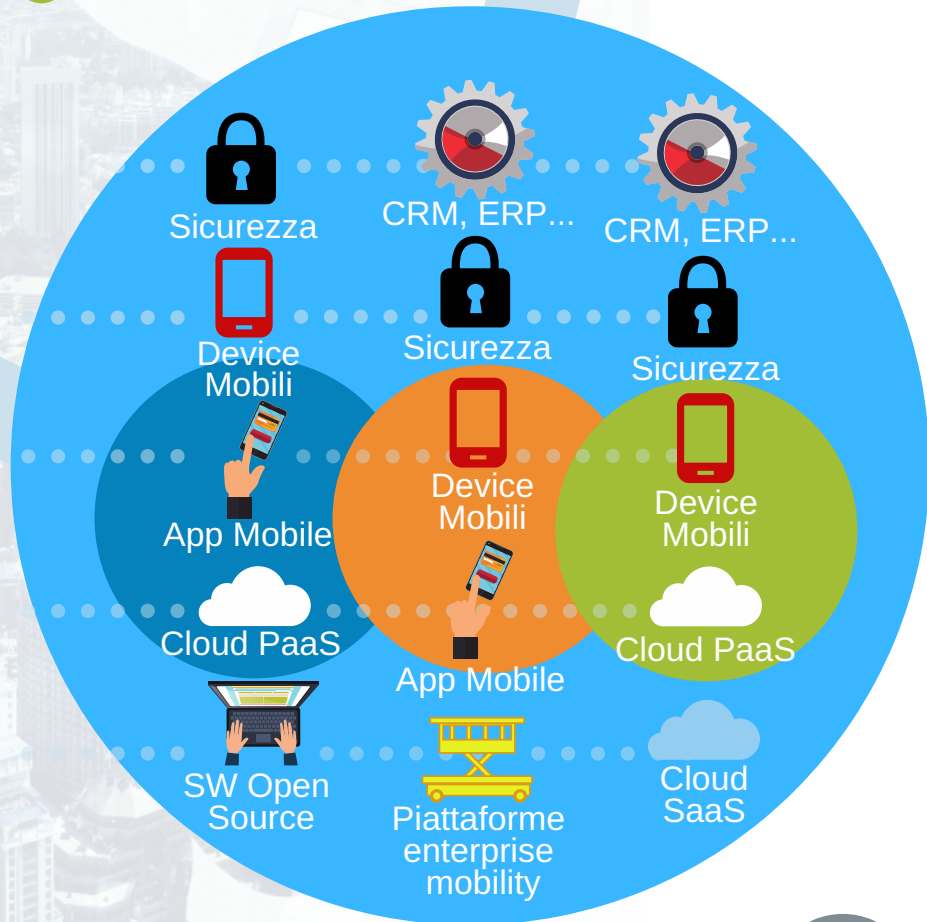 Sicurezza
CRM, ERP...
CRM, ERP...
Device
Mobili
Sicurezza
Sicurezza
App Mobile
Device
Mobili
Device
Mobili
Cloud PaaS
App Mobile
Cloud PaaS
SW Open
Source
Piattaforme
enterprise
mobility
Cloud
SaaS